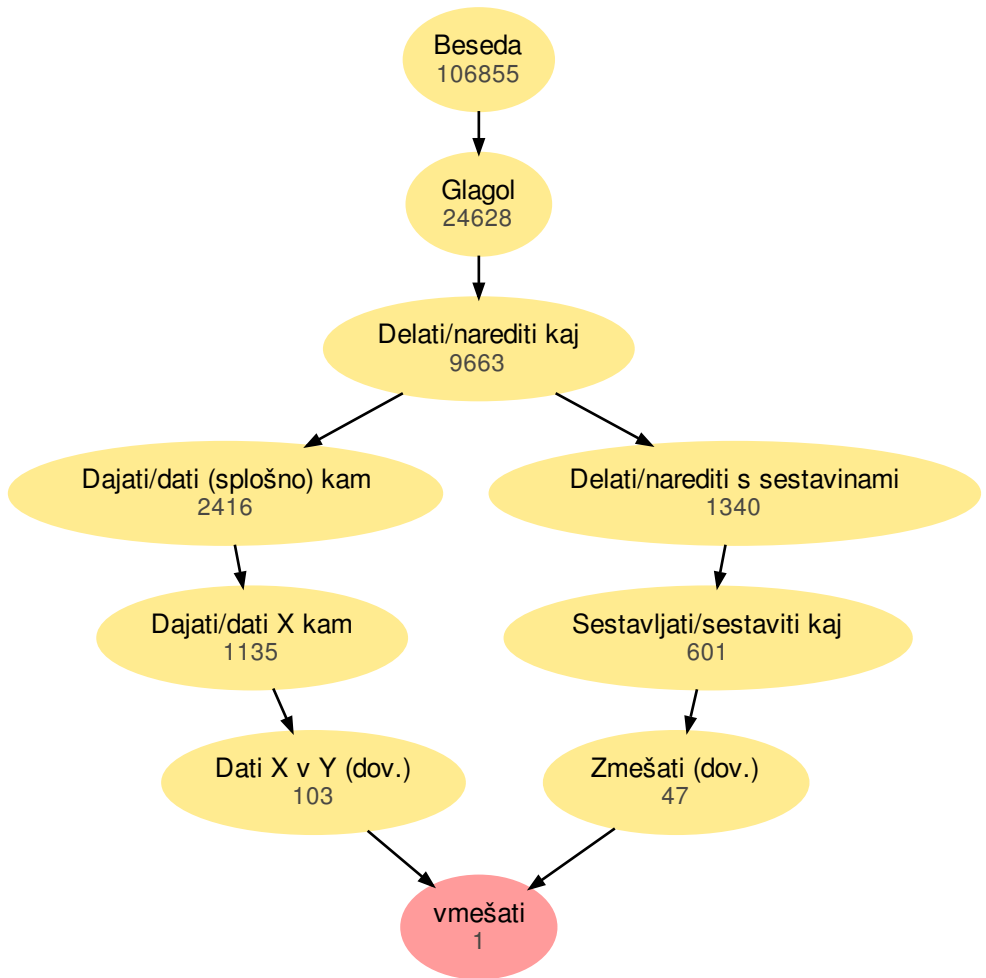 Beseda
106855
Glagol
24628
Delati/narediti kaj
9663
Dajati/dati (splošno) kam
2416
Delati/narediti s sestavinami
1340
Dajati/dati X kam
1135
Sestavljati/sestaviti kaj
601
Dati X v Y (dov.)
103
Zmešati (dov.)
47
vmešati
1